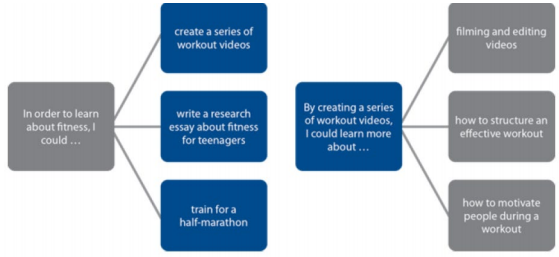 In order to learn
about fitness, I
could ...
create a series of
workout videos
write a research
essay about fitness
for teenagers
train for a
half-marathon
By creating a series
of workout videos,
I could learn more
about ...
filming and editing
videos
how to structure an
effective workout
how to motivate
people during a
workout